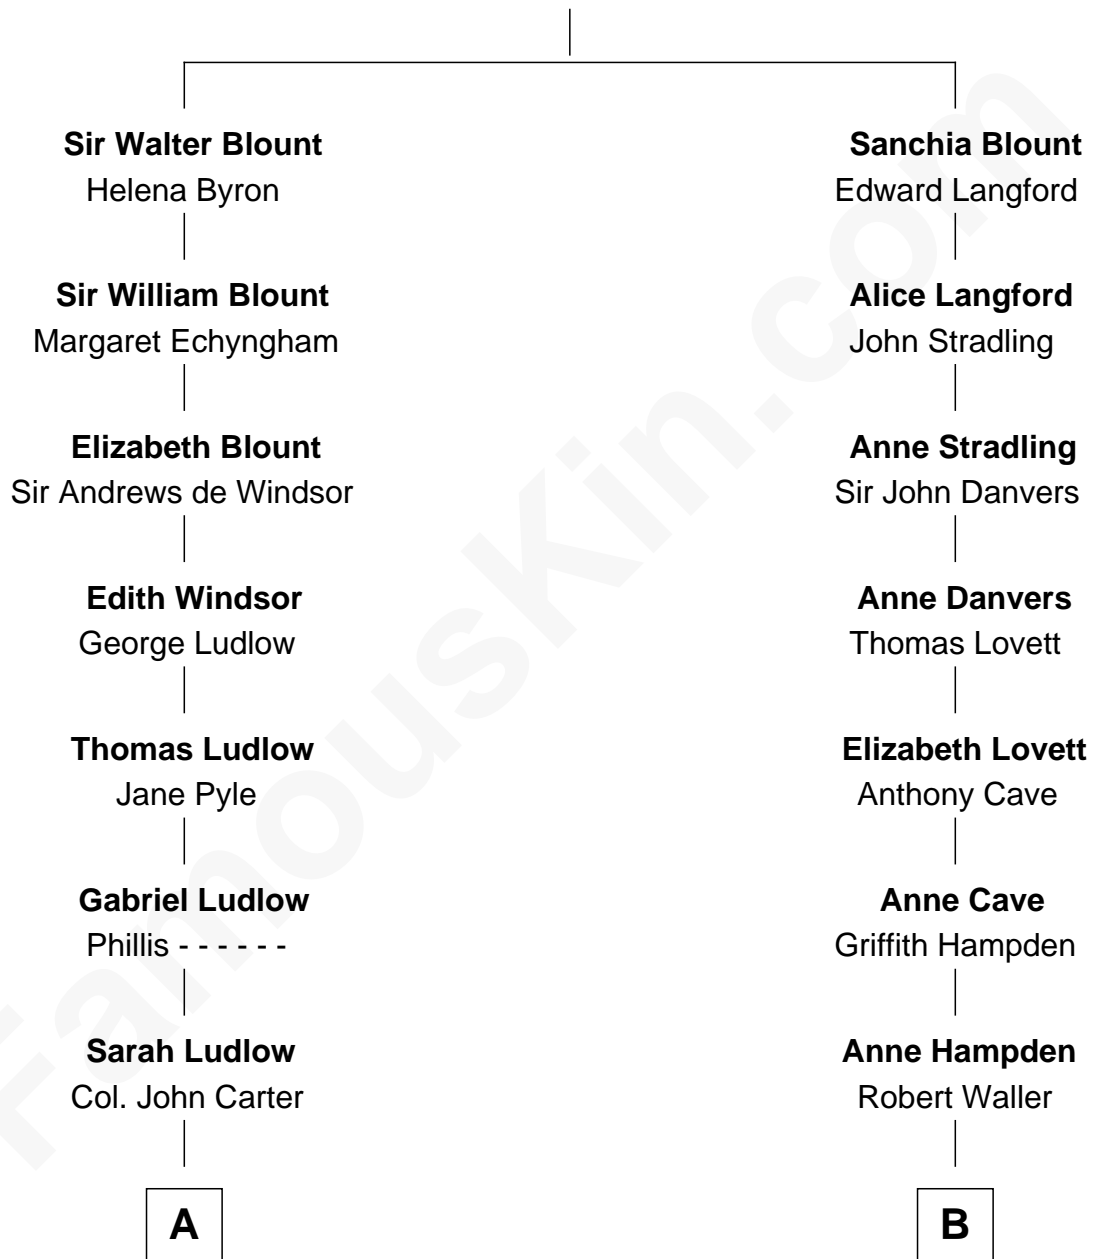 Sir Walter Blount
Helena Byron
Sir William Blount
Margaret Echyngham
Elizabeth Blount
Sir Andrews de Windsor
Edith Windsor
George Ludlow
Thomas Ludlow
Jane Pyle
Gabriel Ludlow
Phillis - - - - - -
Sarah Ludlow
Col. John Carter
A
Sanchia Blount
Edward Langford
Alice Langford
John Stradling
Anne Stradling
Sir John Danvers
Anne Danvers
Thomas Lovett
Elizabeth Lovett
Anthony Cave
Anne Cave
Griffith Hampden
Anne Hampden
Robert Waller
B
FamousKin.com